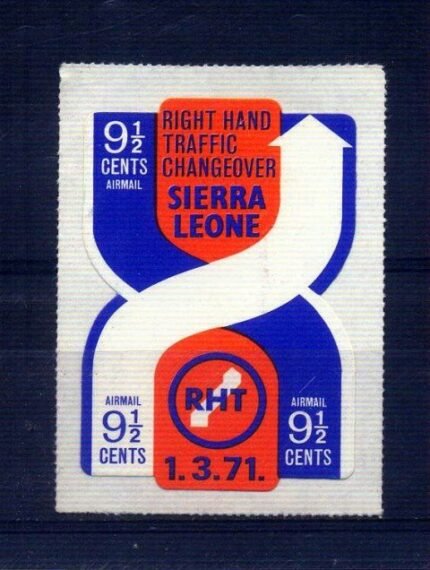 9½
CENTS
AIRMAIL
RIGHT HAND
TRAFFIC
CHANGEOVER
SIERRA
LEONE
RHT
1.3.71.
AIRMAIL
9½
CENTS
AIRMAIL
9½
CENTS